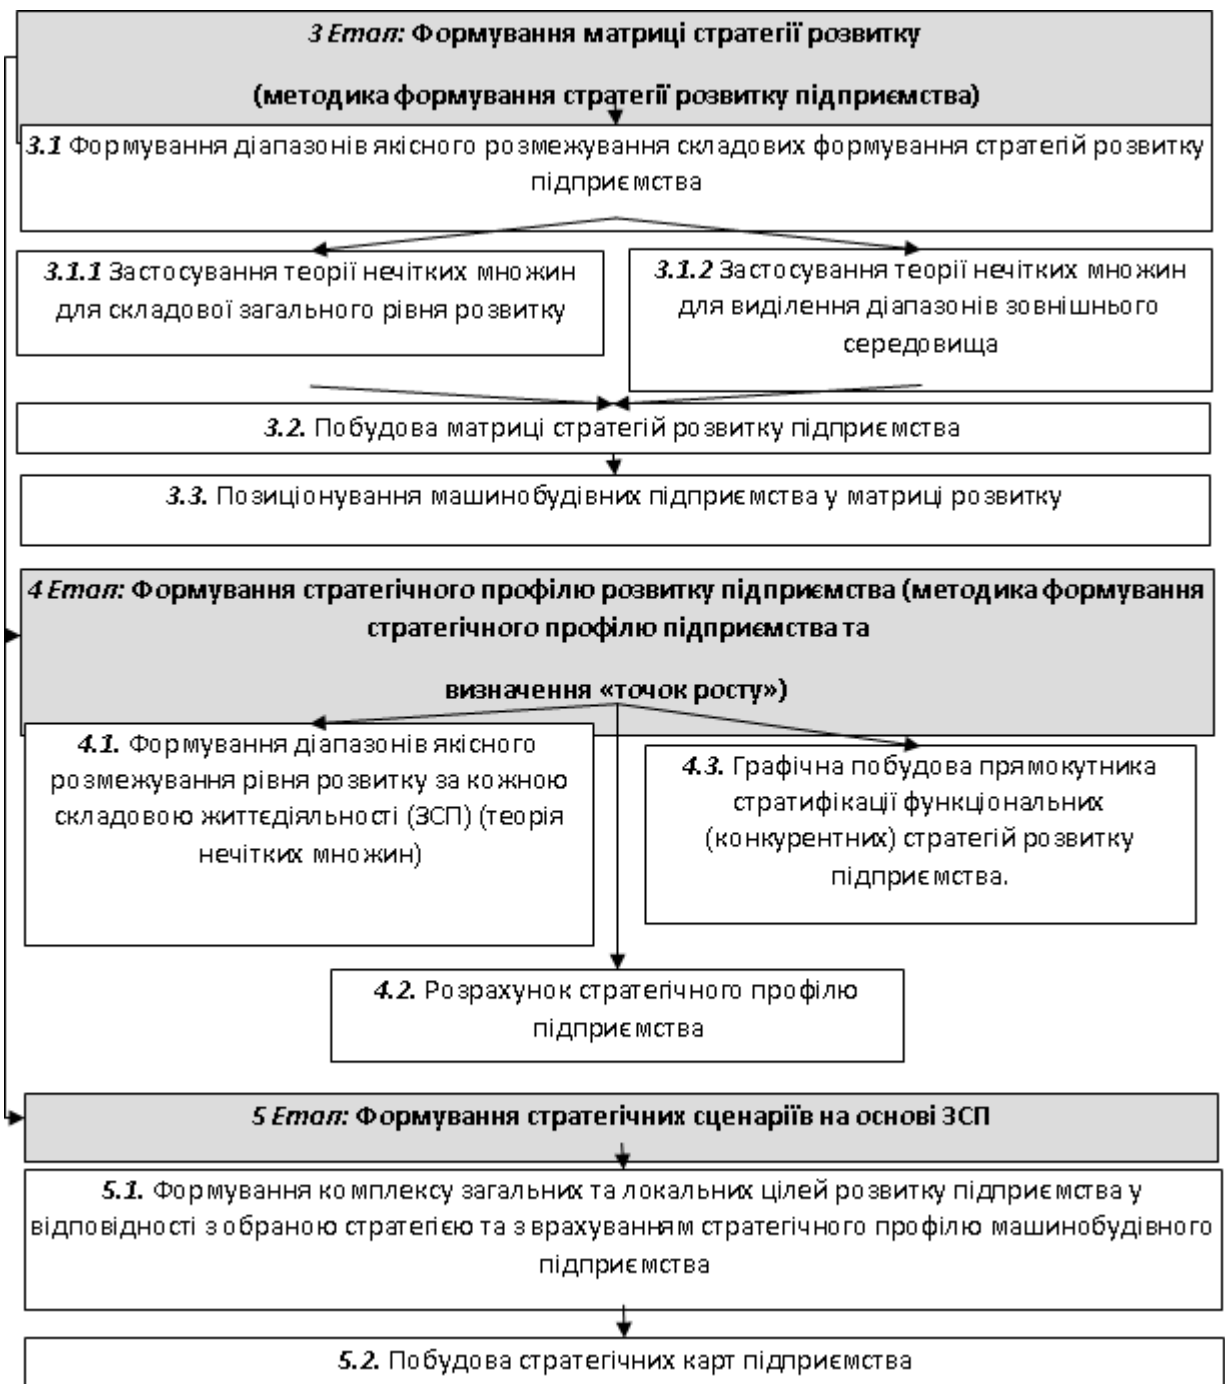 3 Етап: Формування матриці стратегії розвитку
(методика формування стратегії розвитку підприємства)
3.1 Формування діапазонів якісного розмежування складових формування стратегій розвитку
підприємства
3.1.1 Застосування теорії нечітких множин
для складової загального рівня розвитку
3.1.2 Застосування теорії нечітких множин
для виділення діапазонів зовнішнього
середовища
3.2. Побудова матриці стратегій розвитку підприємства
3.3. Позиціонування машинобудівних підприємства у матриці розвитку
4 Етап: Формування стратегічного профілю розвитку підприємства (методика формування
стратегічного профілю підприємства та
визначення «точок росту»)
4.1. Формування діапазонів якісного
розмежування рівня розвитку за кожною
складовою життєдіяльності (ЗСП) (теорія
нечітких множин)
4.3. Графічна побудова прямокутника
стратифікації функціональних
(конкурентних) стратегій розвитку
підприємства.
4.2. Розрахунок стратегічного профілю
підприємства
5 Етап: Формування стратегічних сценаріїв на основі ЗСП
5.1. Формування комплексу загальних та локальних цілей розвитку підприємства у
відповідності з обраною стратегією та з врахуванням стратегічного профілю машинобудівного
підприємства
5.2. Побудова стратегічних карт підприємства